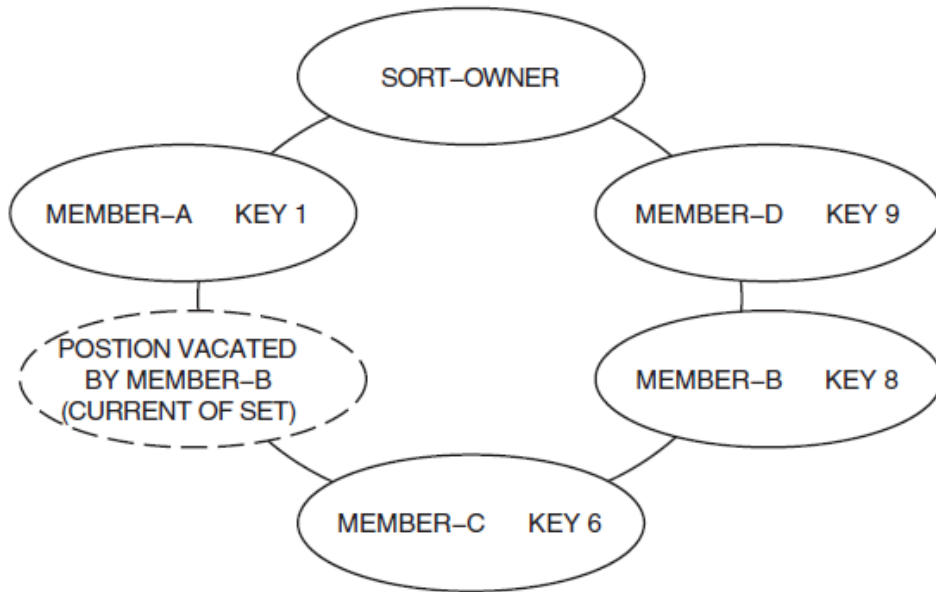 SORT–OWNER
MEMBER–A KEY 1
MEMBER–D KEY 9
POSTION VACATED
BY MEMBER–B
(CURRENT OF SET)
MEMBER–B KEY 8
MEMBER–C KEY 6